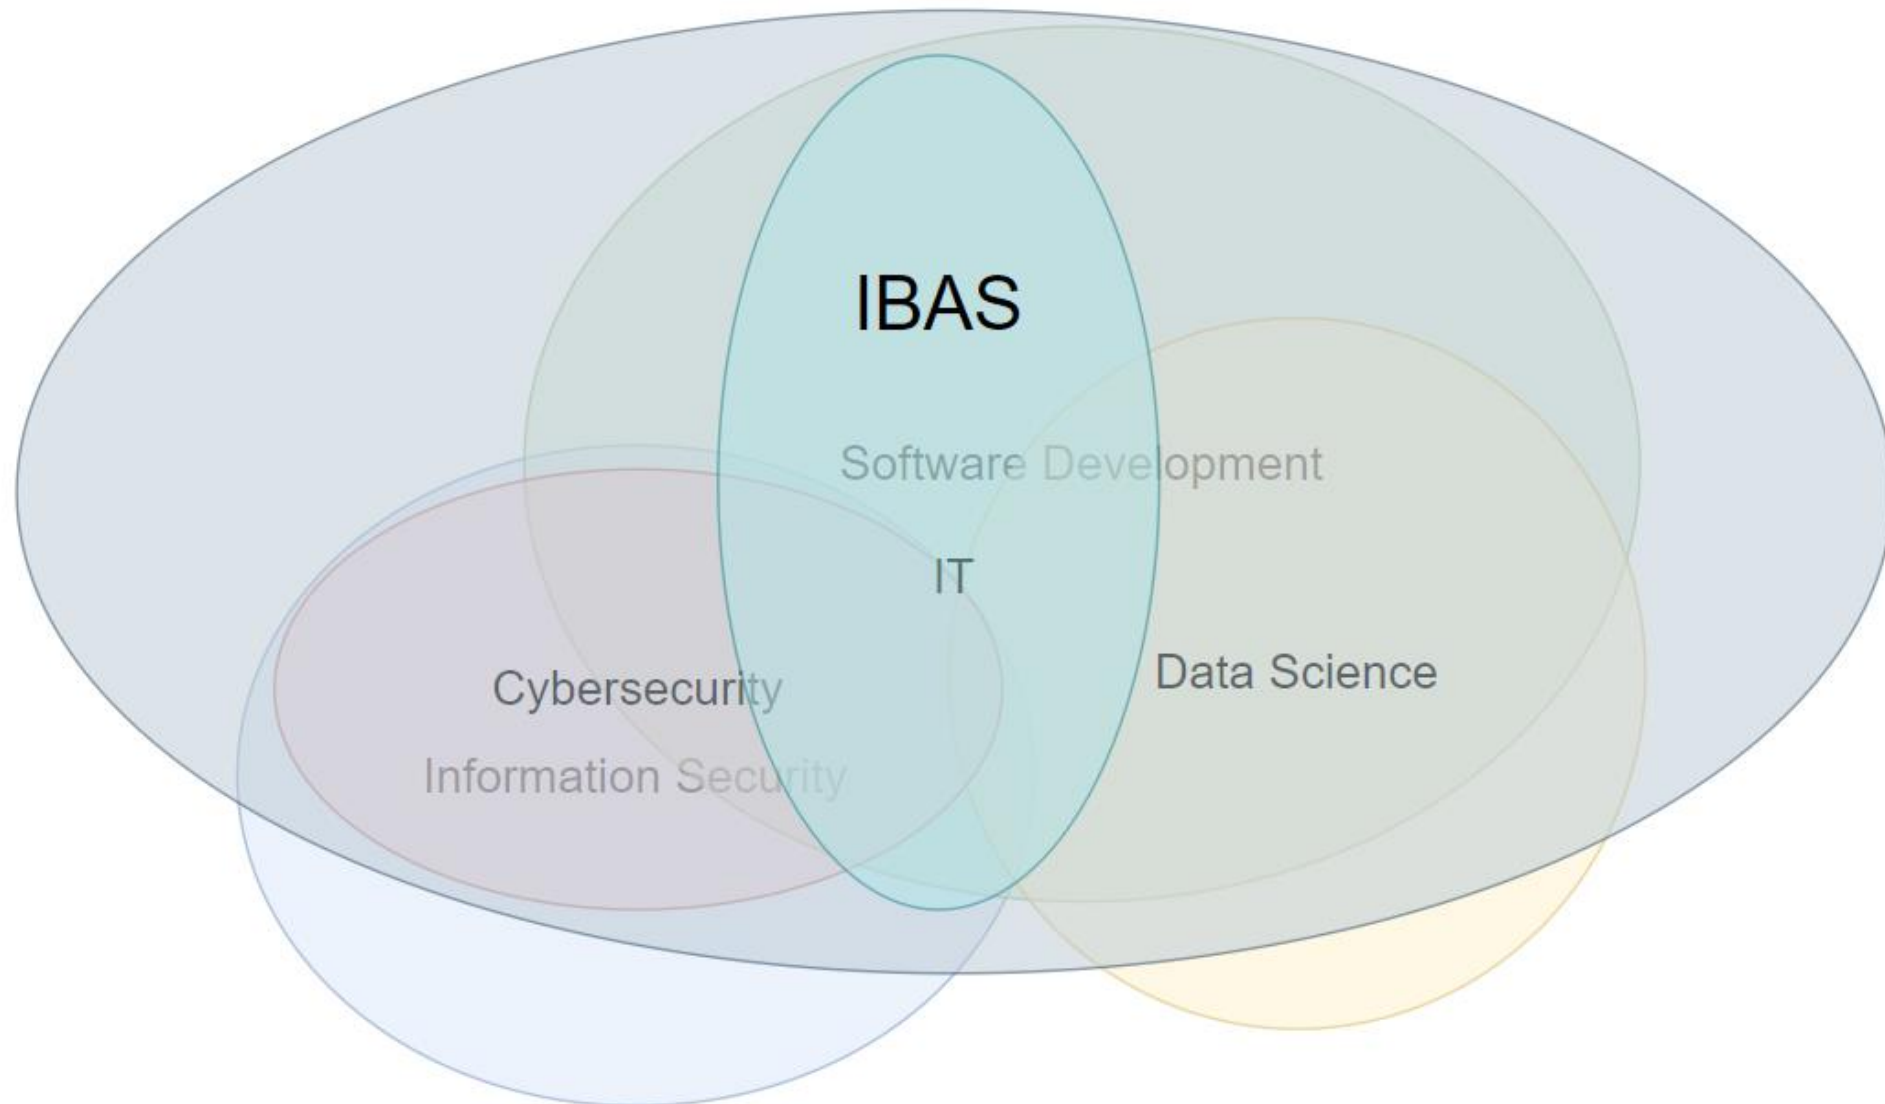 IBAS
Software Development
IT
Data Science
Cybersecurity
Information Security